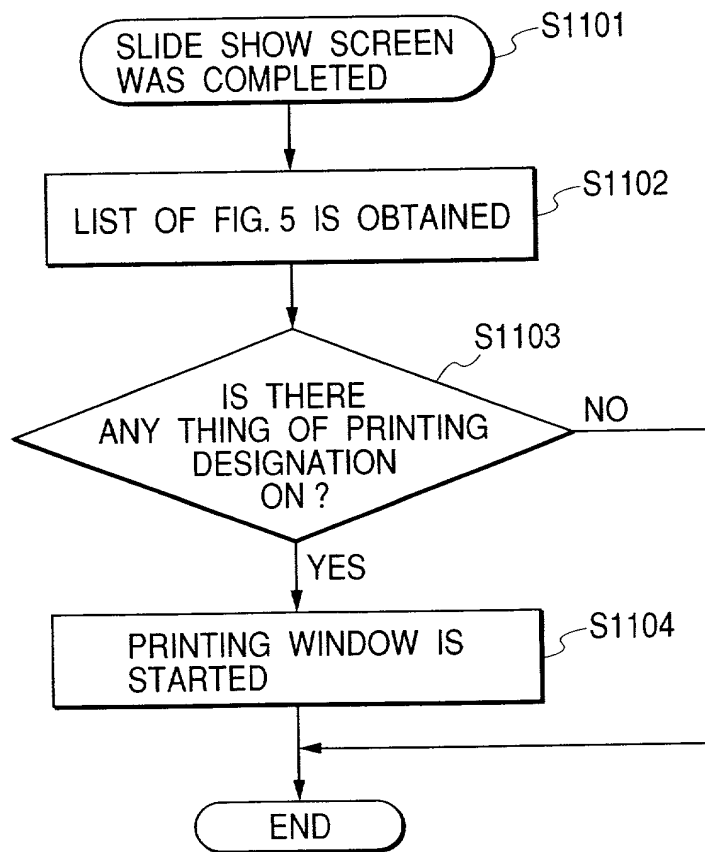 SLIDE SHOW SCREEN
WAS COMPLETED
S1101
LIST OF FIG. 5 IS OBTAINED
S1102
S1103
IS THERE
ANY THING OF PRINTING
DESIGNATION
ON ?
NO
YES
PRINTING WINDOW IS
STARTED
S1104
END